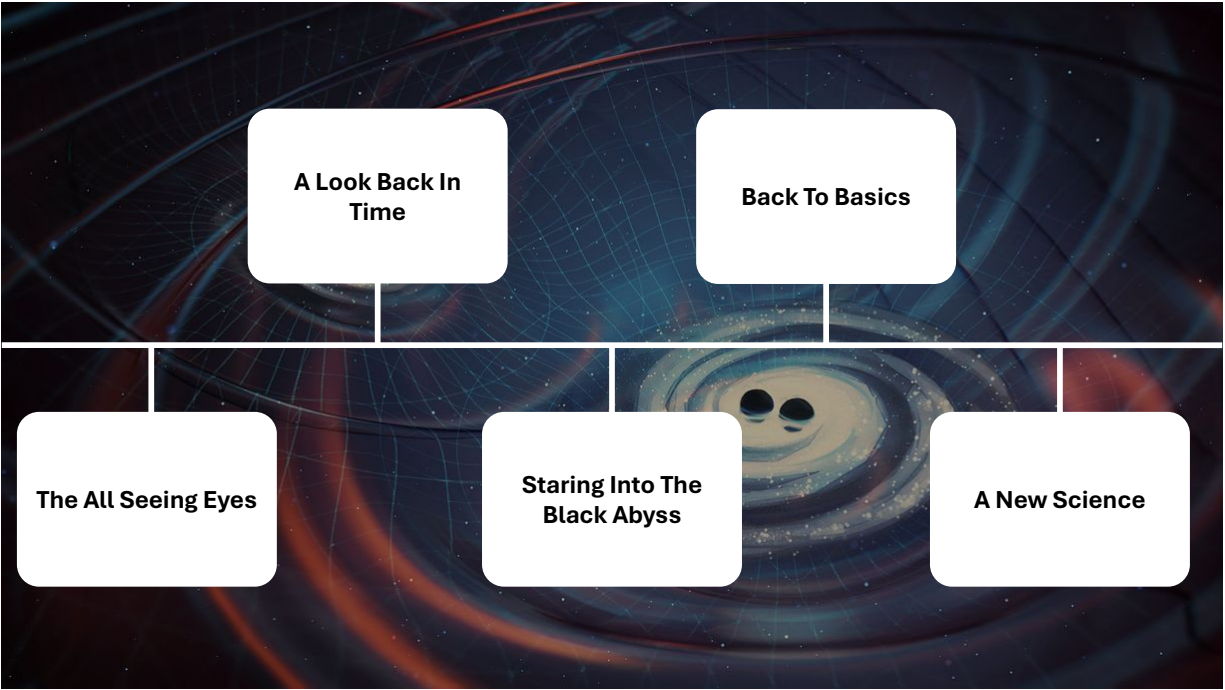 A Look Back In
Time
Back To Basics
The All Seeing Eyes
Staring Into The
Black Abyss
A New Science